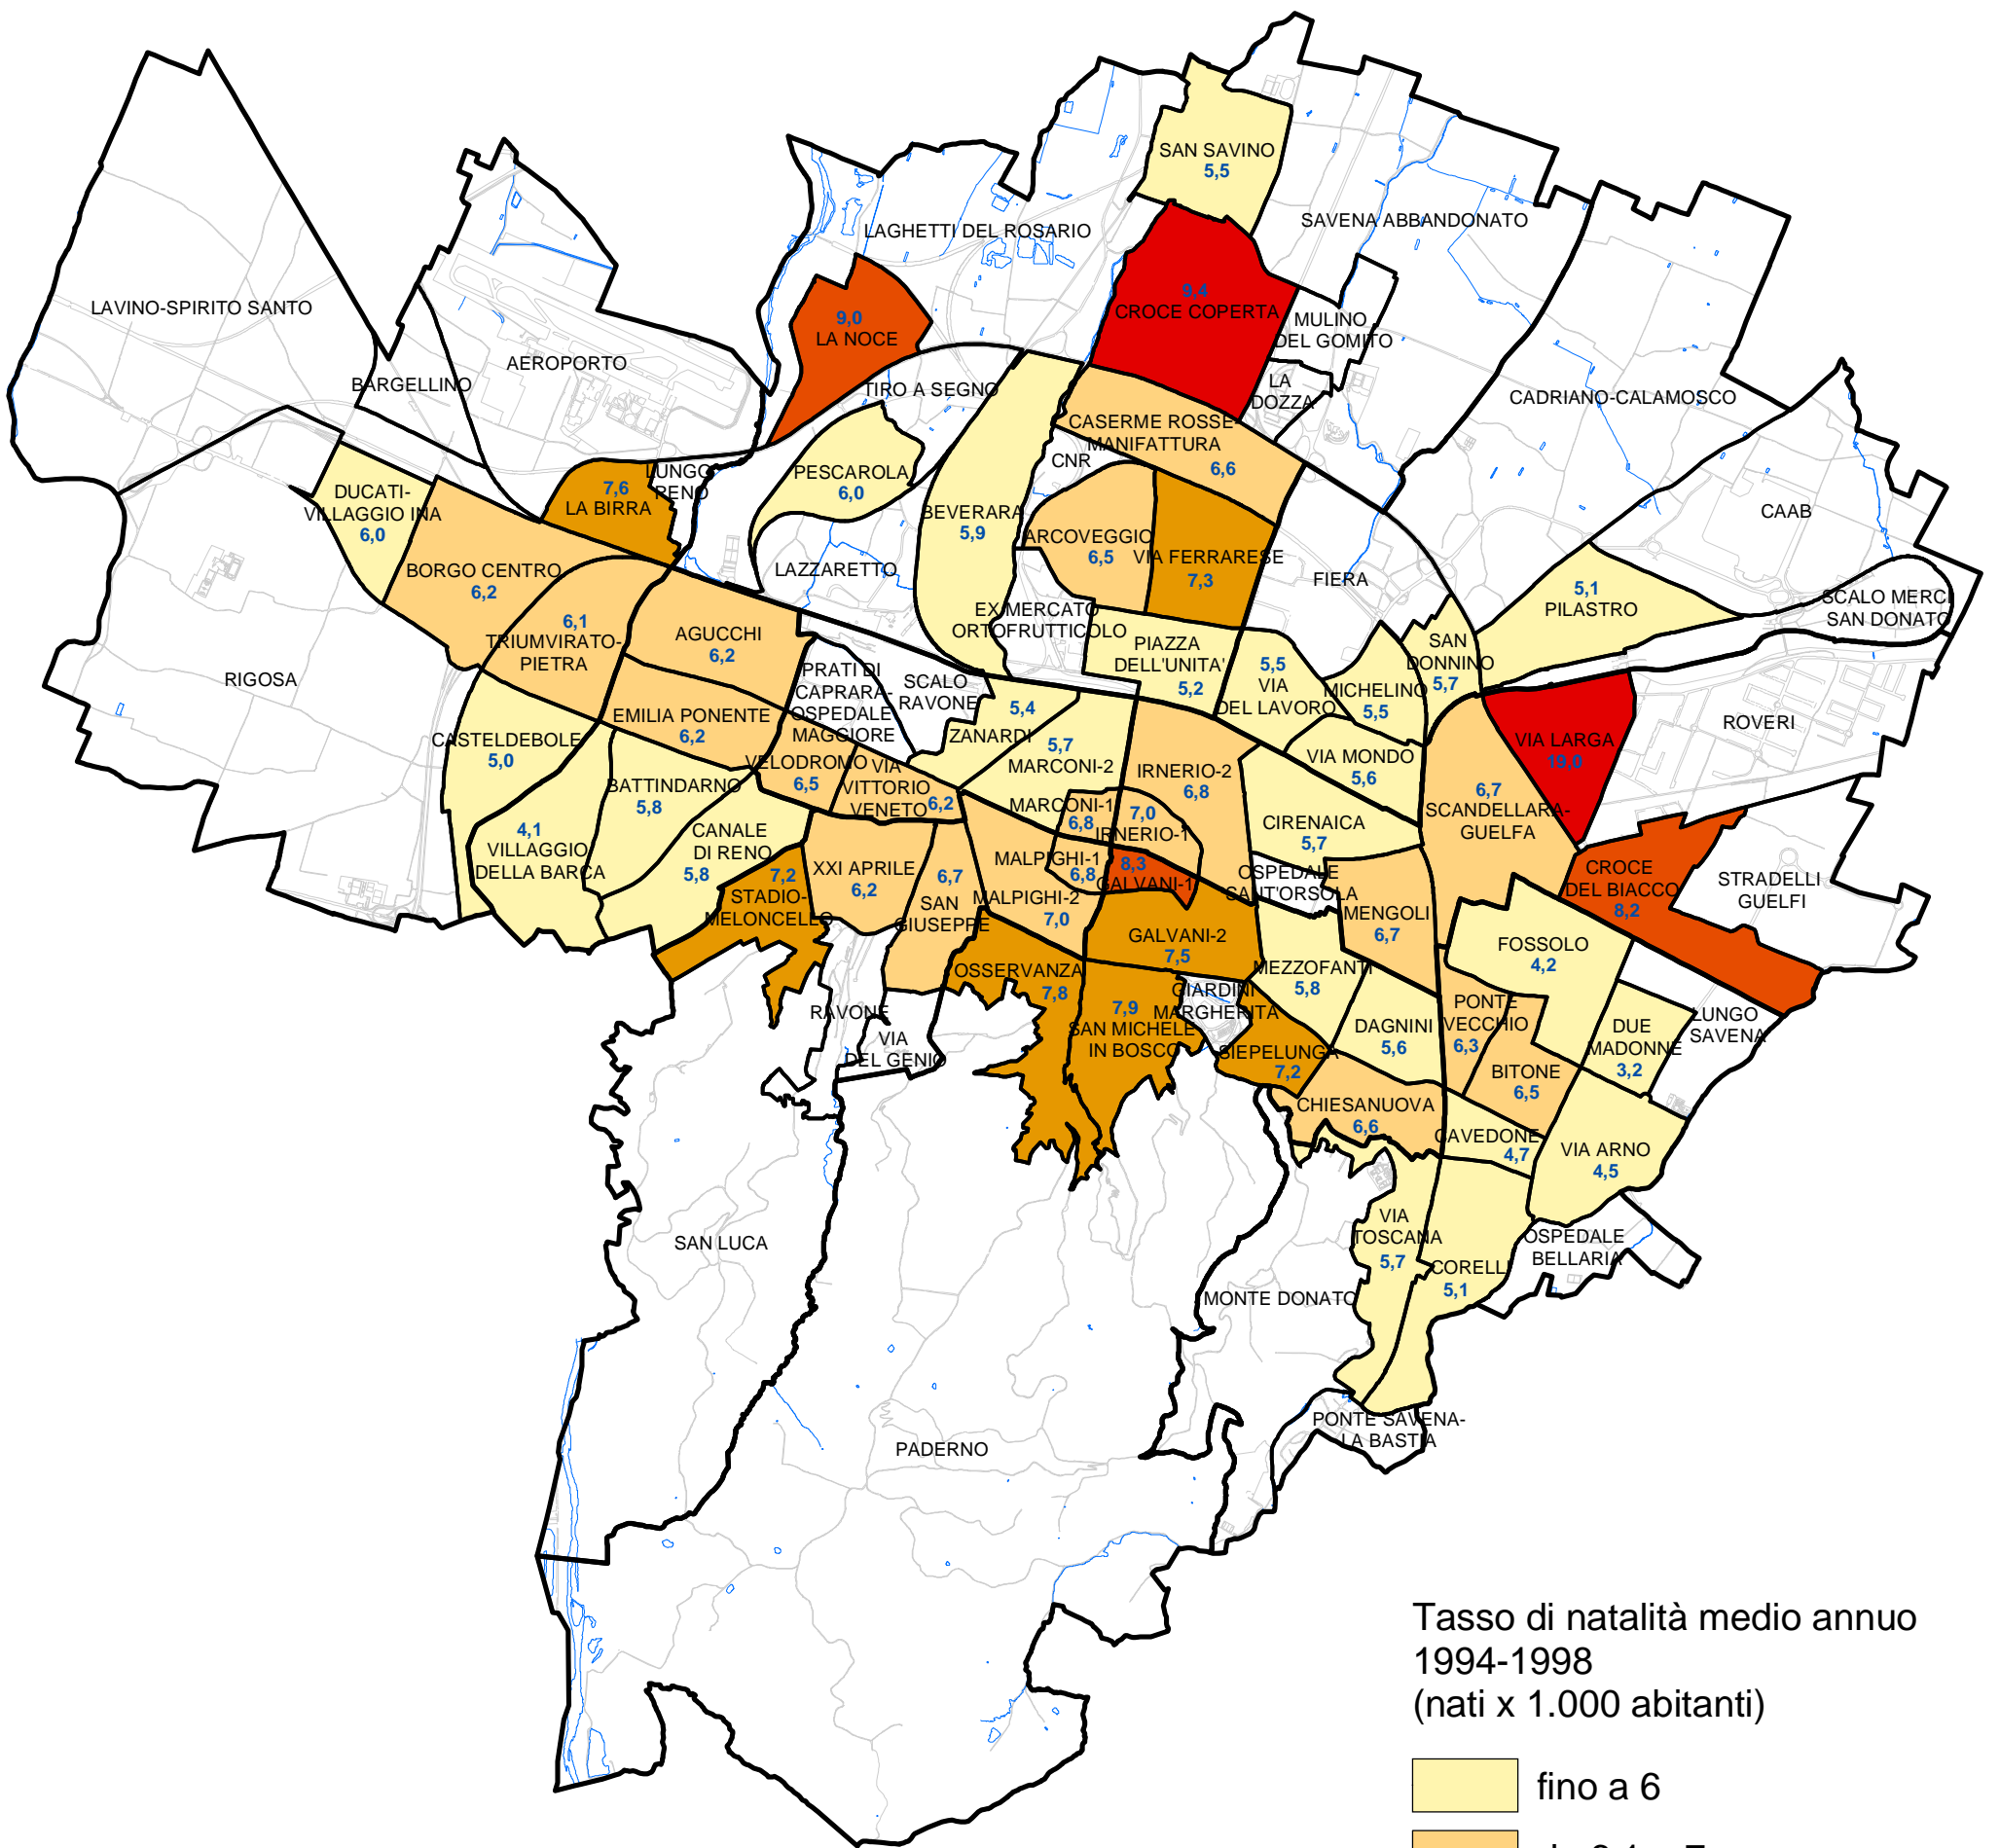 SAN SAVINO
5,5
SAVENA ABBANDONATO
LAGHETTI DEL ROSARIO
LAVINO-SPIRITO SANTO
9,4
CROCE COPERTA
9,0
LA NOCE
MULINO
DEL GOMITO
AEROPORTO
BARGELLINO
TIRO A SEGNO
LA
DOZZA
CADRIANO-CALAMOSCO
CASERME ROSSE-
MANIFATTURA
6,6
CNR
LUNGO
RENO
PESCAROLA
6,0
7,6
LA BIRRA
DUCATI-
VILLAGGIO INA
6,0
BEVERARA
5,9
CAAB
ARCOVEGGIO
6,5
VIA FERRARESE
7,3
BORGO CENTRO
6,2
LAZZARETTO
FIERA
5,1
PILASTRO
SCALO MERCI
SAN DONATO
EX MERCATO
ORTOFRUTTICOLO
6,1
TRIUMVIRATO-
PIETRA
AGUCCHI
6,2
PIAZZA
DELL'UNITA'
5,2
SAN
DONNINO
5,7
RIGOSA
PRATI DI
CAPRARA-
OSPEDALE
MAGGIORE
SCALO
RAVONE
5,5
VIA
DEL LAVORO
MICHELINO
5,5
EMILIA PONENTE
6,2
5,4
ZANARDI
ROVERI
CASTELDEBOLE
5,0
5,7
MARCONI-2
VIA LARGA
19,0
VELODROMO
6,5
VIA
VITTORIO
VENETO
6,2
IRNERIO-2
6,8
VIA MONDO
5,6
BATTINDARNO
5,8
MARCONI-1
6,8
7,0
IRNERIO-1
6,7
SCANDELLARA-
GUELFA
4,1
VILLAGGIO
DELLA BARCA
CANALE
DI RENO
5,8
CIRENAICA
5,7
XXI APRILE
6,2
MALPIGHI-1
6,8
8,3
GALVANI-1
OSPEDALE
SANT'ORSOLA
CROCE
DEL BIACCO
8,2
STRADELLI
GUELFI
7,2
STADIO-
MELONCELLO
6,7
SAN
GIUSEPPE
MALPIGHI-2
7,0
MENGOLI
6,7
GALVANI-2
7,5
FOSSOLO
4,2
OSSERVANZA
7,8
MEZZOFANTI
5,8
GIARDINI
MARGHERITA
RAVONE
VIA
DEL GENIO
7,9
SAN MICHELE
IN BOSCO
PONTE
VECCHIO
6,3
LUNGO
SAVENA
DAGNINI
5,6
DUE
MADONNE
3,2
SIEPELUNGA
7,2
BITONE
6,5
CHIESANUOVA
6,6
CAVEDONE
4,7
VIA ARNO
4,5
SAN LUCA
VIA
TOSCANA
5,7
OSPEDALE
BELLARIA
CORELLI
5,1
MONTE DONATO
PONTE SAVENA-
LA BASTIA
PADERNO
Tasso di natalità medio annuo
1994-1998
(nati x 1.000 abitanti)
fino a 6